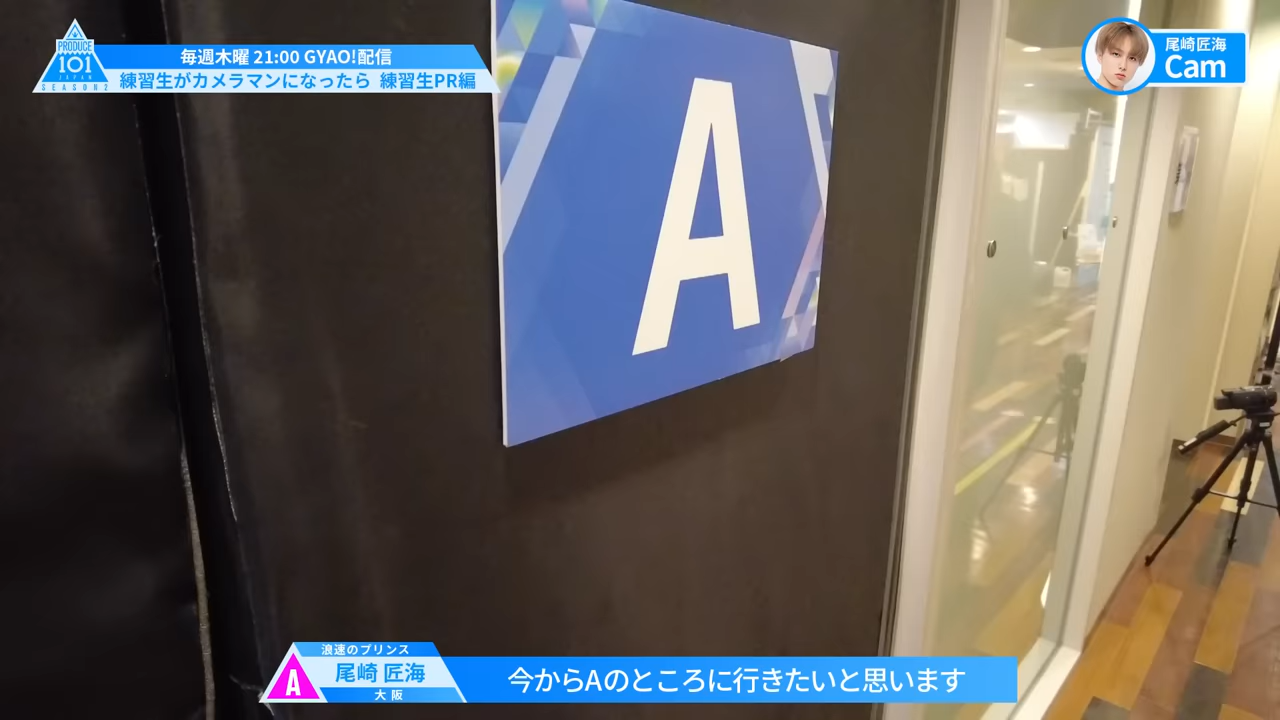 PRODUCE
101
JAPAN
SEASON2
毎週木曜 21:00 GYAO!配信
練習生がカメラマンになったら 練習生PR編
尾崎匠海
Cam
A
浪速のプリンス
A
尾崎 匠海
大阪
今からAのところに行きたいと思います